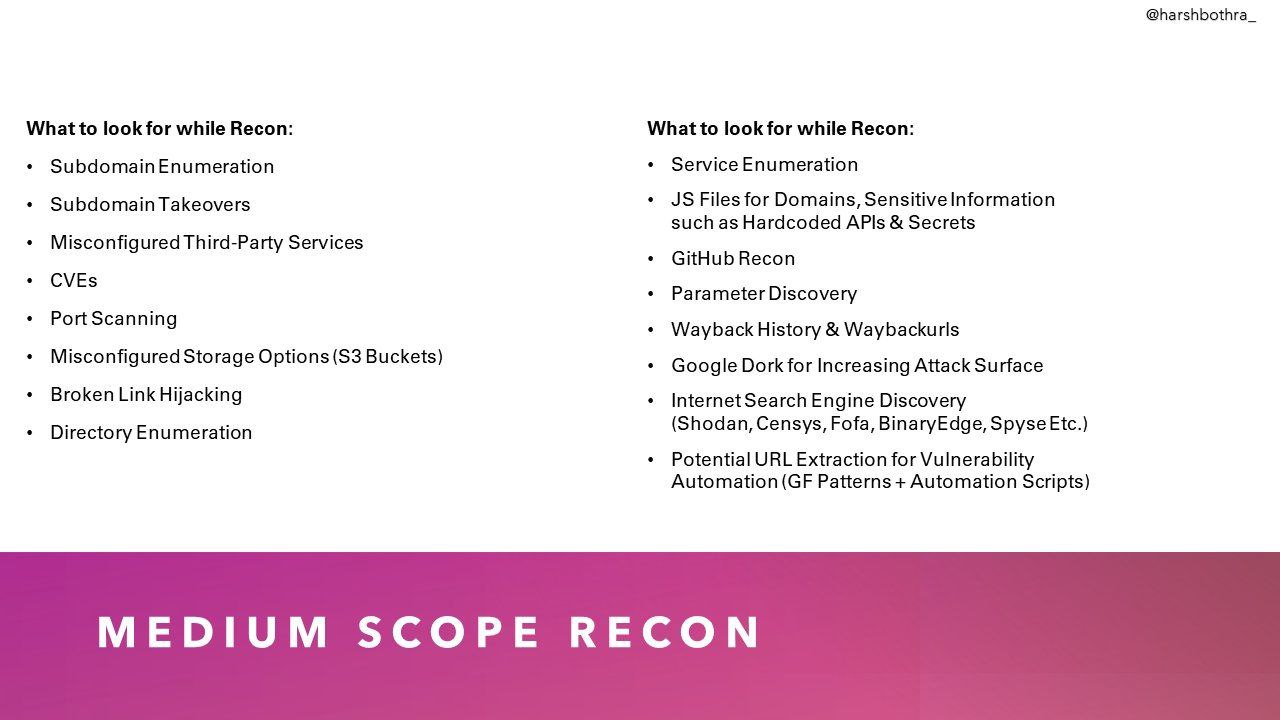 @harshbothra_
What to look for while Recon:
• Subdomain Enumeration
• Subdomain Takeovers
• Misconfigured Third-Party Services
• CVEs
• Port Scanning
• Misconfigured Storage Options (S3 Buckets)
• Broken Link Hijacking
• Directory Enumeration
What to look for while Recon:
• Service Enumeration
• JS Files for Domains, Sensitive Information
such as Hardcoded APIs & Secrets
• GitHub Recon
• Parameter Discovery
• Wayback History & Waybackurls
• Google Dork for Increasing Attack Surface
• Internet Search Engine Discovery
(Shodan, Censys, Fofa, BinaryEdge, Spyse Etc.)
• Potential URL Extraction for Vulnerability
Automation (GF Patterns + Automation Scripts)
MEDIUM SCOPE RECON